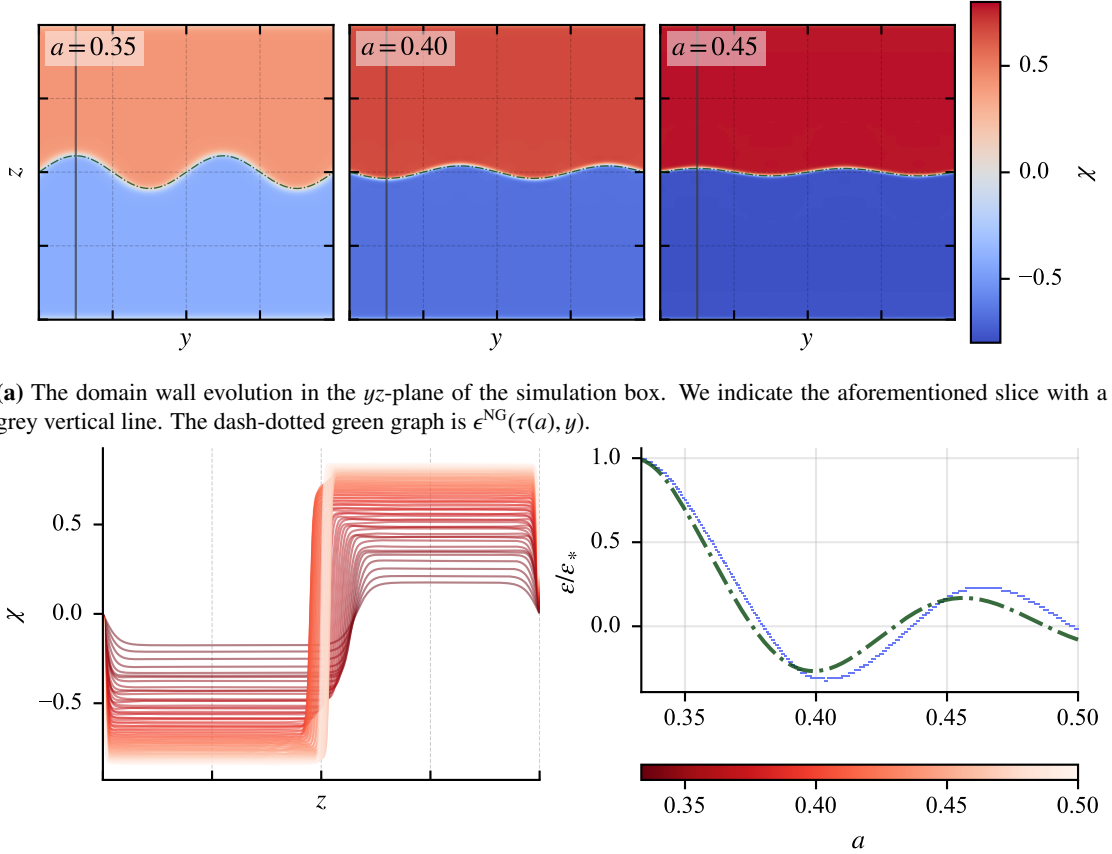 a = 0.35
a = 0.40
a = 0.45
z
y
y
y
0.5
0.0
−0.5
χ
(a) The domain wall evolution in the yz-plane of the simulation box. We indicate the aforementioned slice with a
grey vertical line. The dash-dotted green graph is ϵ^NG(τ(a), y).
0.5
0.0
−0.5
χ
z
1.0
0.5
0.0
ε/ε*
0.35 0.40 0.45 0.50
0.35 0.40 0.45 0.50
a